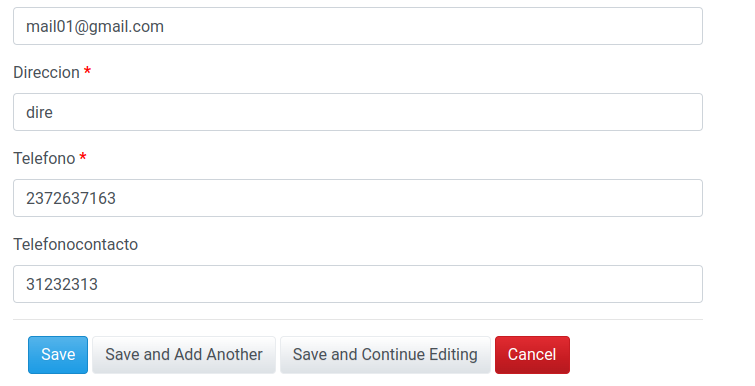 mail01@gmail.com
Direccion *
dire
Telefono *
2372637163
Telefonocontacto
31232313
Save Save and Add Another Save and Continue Editing Cancel